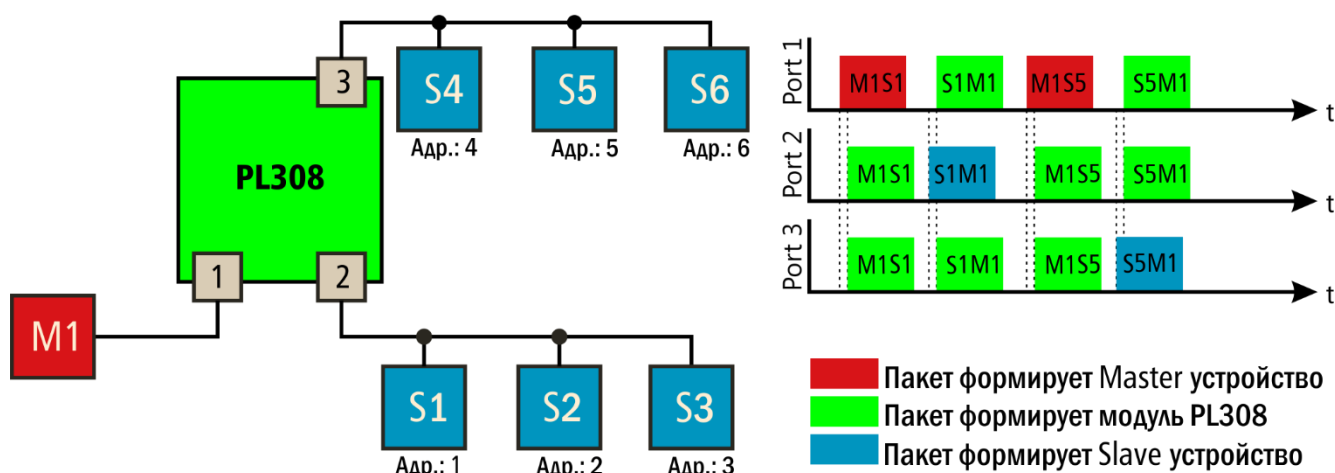 3
S4
S5
S6
Адр.: 4
Адр.: 5
Адр.: 6
PL308
1
2
M1
S1
S2
S3
Адр.: 1
Адр.: 2
Адр.: 3
Port 1
M1S1
S1M1
M1S5
S5M1
t
Port 2
M1S1
S1M1
M1S5
S5M1
t
Port 3
M1S1
S1M1
M1S5
S5M1
t
Пакет формирует Master устройство
Пакет формирует модуль PL308
Пакет формирует Slave устройство